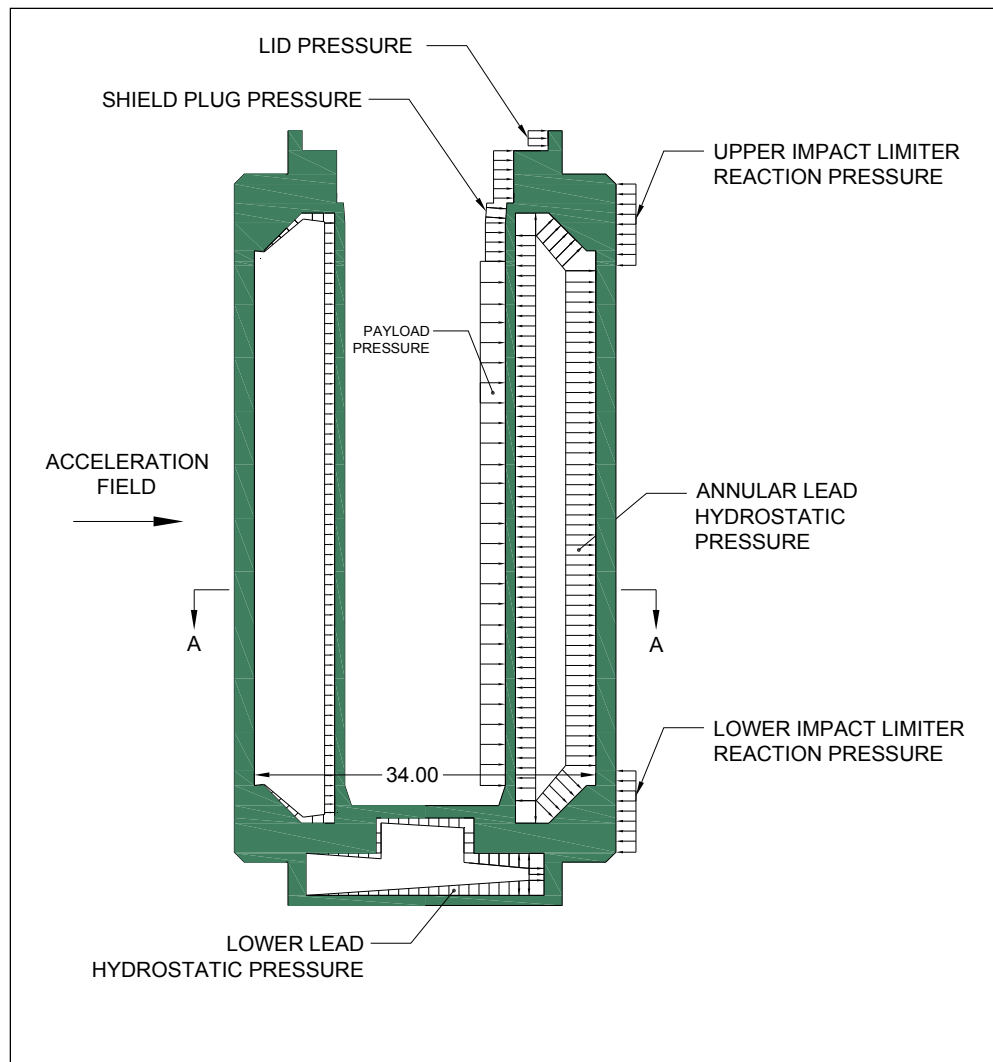 LID PRESSURE
SHIELD PLUG PRESSURE
UPPER IMPACT LIMITER
REACTION PRESSURE
PAYLOAD
PRESSURE
ACCELERATION
FIELD
ANNULAR LEAD
HYDROSTATIC
PRESSURE
A
A
LOWER IMPACT LIMITER
REACTION PRESSURE
34.00
LOWER LEAD
HYDROSTATIC PRESSURE